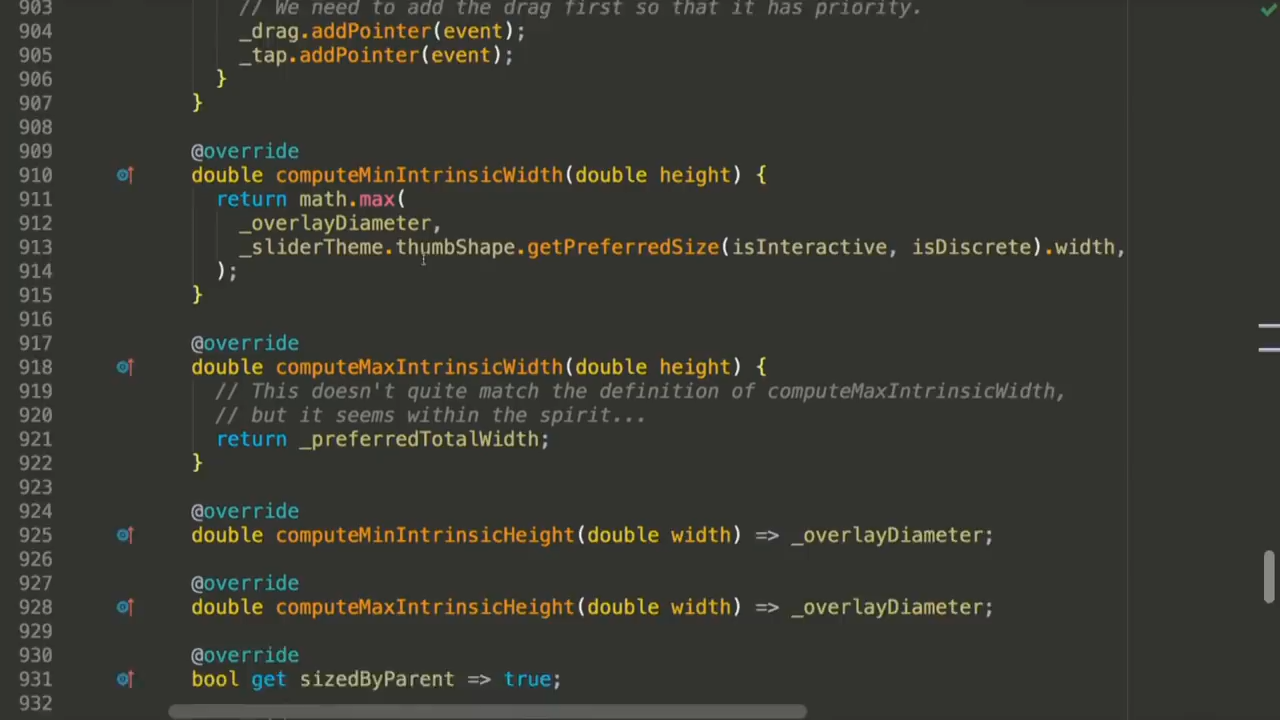 903 // We need to add the drag first so that it has priority.
904 _drag.addPointer(event);
905 _tap.addPointer(event);
906 }
907 }
908
909 @override
910 double computeMinIntrinsicWidth(double height) {
911 return math.max(
912 _overlayDiameter,
913 _sliderTheme.thumbShape.getPreferredSize(isInteractive, isDiscrete).width,
914 );
915 }
916
917 @override
918 double computeMaxIntrinsicWidth(double height) {
919 // This doesn't quite match the definition of computeMaxIntrinsicWidth,
920 // but it seems within the spirit...
921 return _preferredTotalWidth;
922 }
923
924 @override
925 double computeMinIntrinsicHeight(double width) => _overlayDiameter;
926
927 @override
928 double computeMaxIntrinsicHeight(double width) => _overlayDiameter;
929
930 @override
931 bool get sizedByParent => true;
932